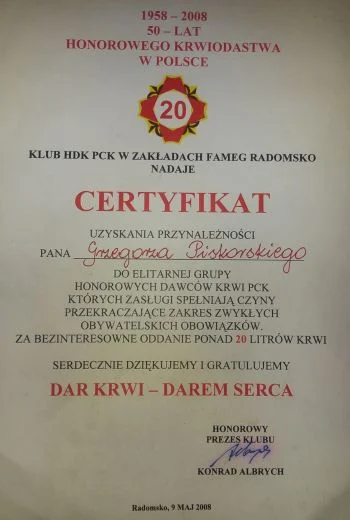 1958 – 2008
50 – LAT
HONOROWEGO KRWIODASTWA
W POLSCE
20
KLUB HDK PCK W ZAKŁADACH FAMEG RADOMSKO
NADAJE
CERTYFIKAT
UZYSKANIA PRZYNALEŻNOŚCI
PANA Grzegorza Piskorskiego
DO ELITARNEJ GRUPY
HONOROWYCH DAWCÓW KRWI PCK
KTÓRYCH ZASŁUGI SPEŁNIAJĄ CZYNY
PRZEKRACZAJĄCE ZAKRES ZWYKŁYCH
OBYWATELSKICH OBOWIĄZKÓW.
ZA BEZINTERESOWNE ODDANIE PONAD 20 LITRÓW KRWI
SERDECZNIE DZIĘKUJEMY I GRATULUJEMY
DAR KRWI – DAREM SERCA
HONOROWY
PREZES KLUBU
KONRAD ALBRYCH
Radomsko, 9 MAJ 2008